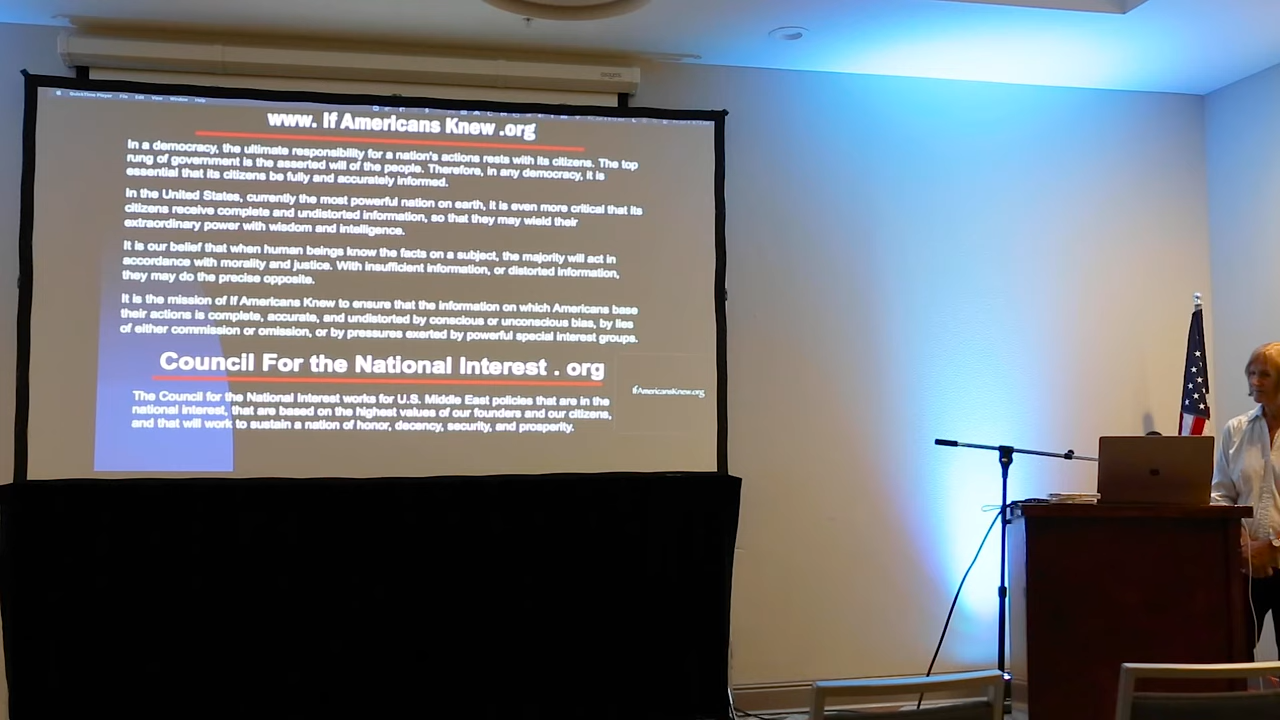 QuickTime Player File Edit View Window Help
www. If Americans Knew .org
In a democracy, the ultimate responsibility for a nation's actions rests with its citizens. The top
rung of government is the asserted will of the people. Therefore, in any democracy, it is
essential that its citizens be fully and accurately informed.
In the United States, currently the most powerful nation on earth, it is even more critical that its
citizens receive complete and undistorted information, so that they may wield their
extraordinary power with wisdom and intelligence.
It is our belief that when human beings know the facts on a subject, the majority will act in
accordance with morality and justice. With insufficient information, or distorted information,
they may do the precise opposite.
It is the mission of If Americans Knew to ensure that the information on which Americans base
their actions is complete, accurate, and undistorted by conscious or unconscious bias, by lies
of either commission or omission, or by pressures exerted by powerful special interest groups.
Council For the National Interest . org
IfAmericansKnew.org
The Council for the National Interest works for U.S. Middle East policies that are in the
national interest, that are based on the highest values of our founders and our citizens,
and that will work to sustain a nation of honor, decency, security, and prosperity.